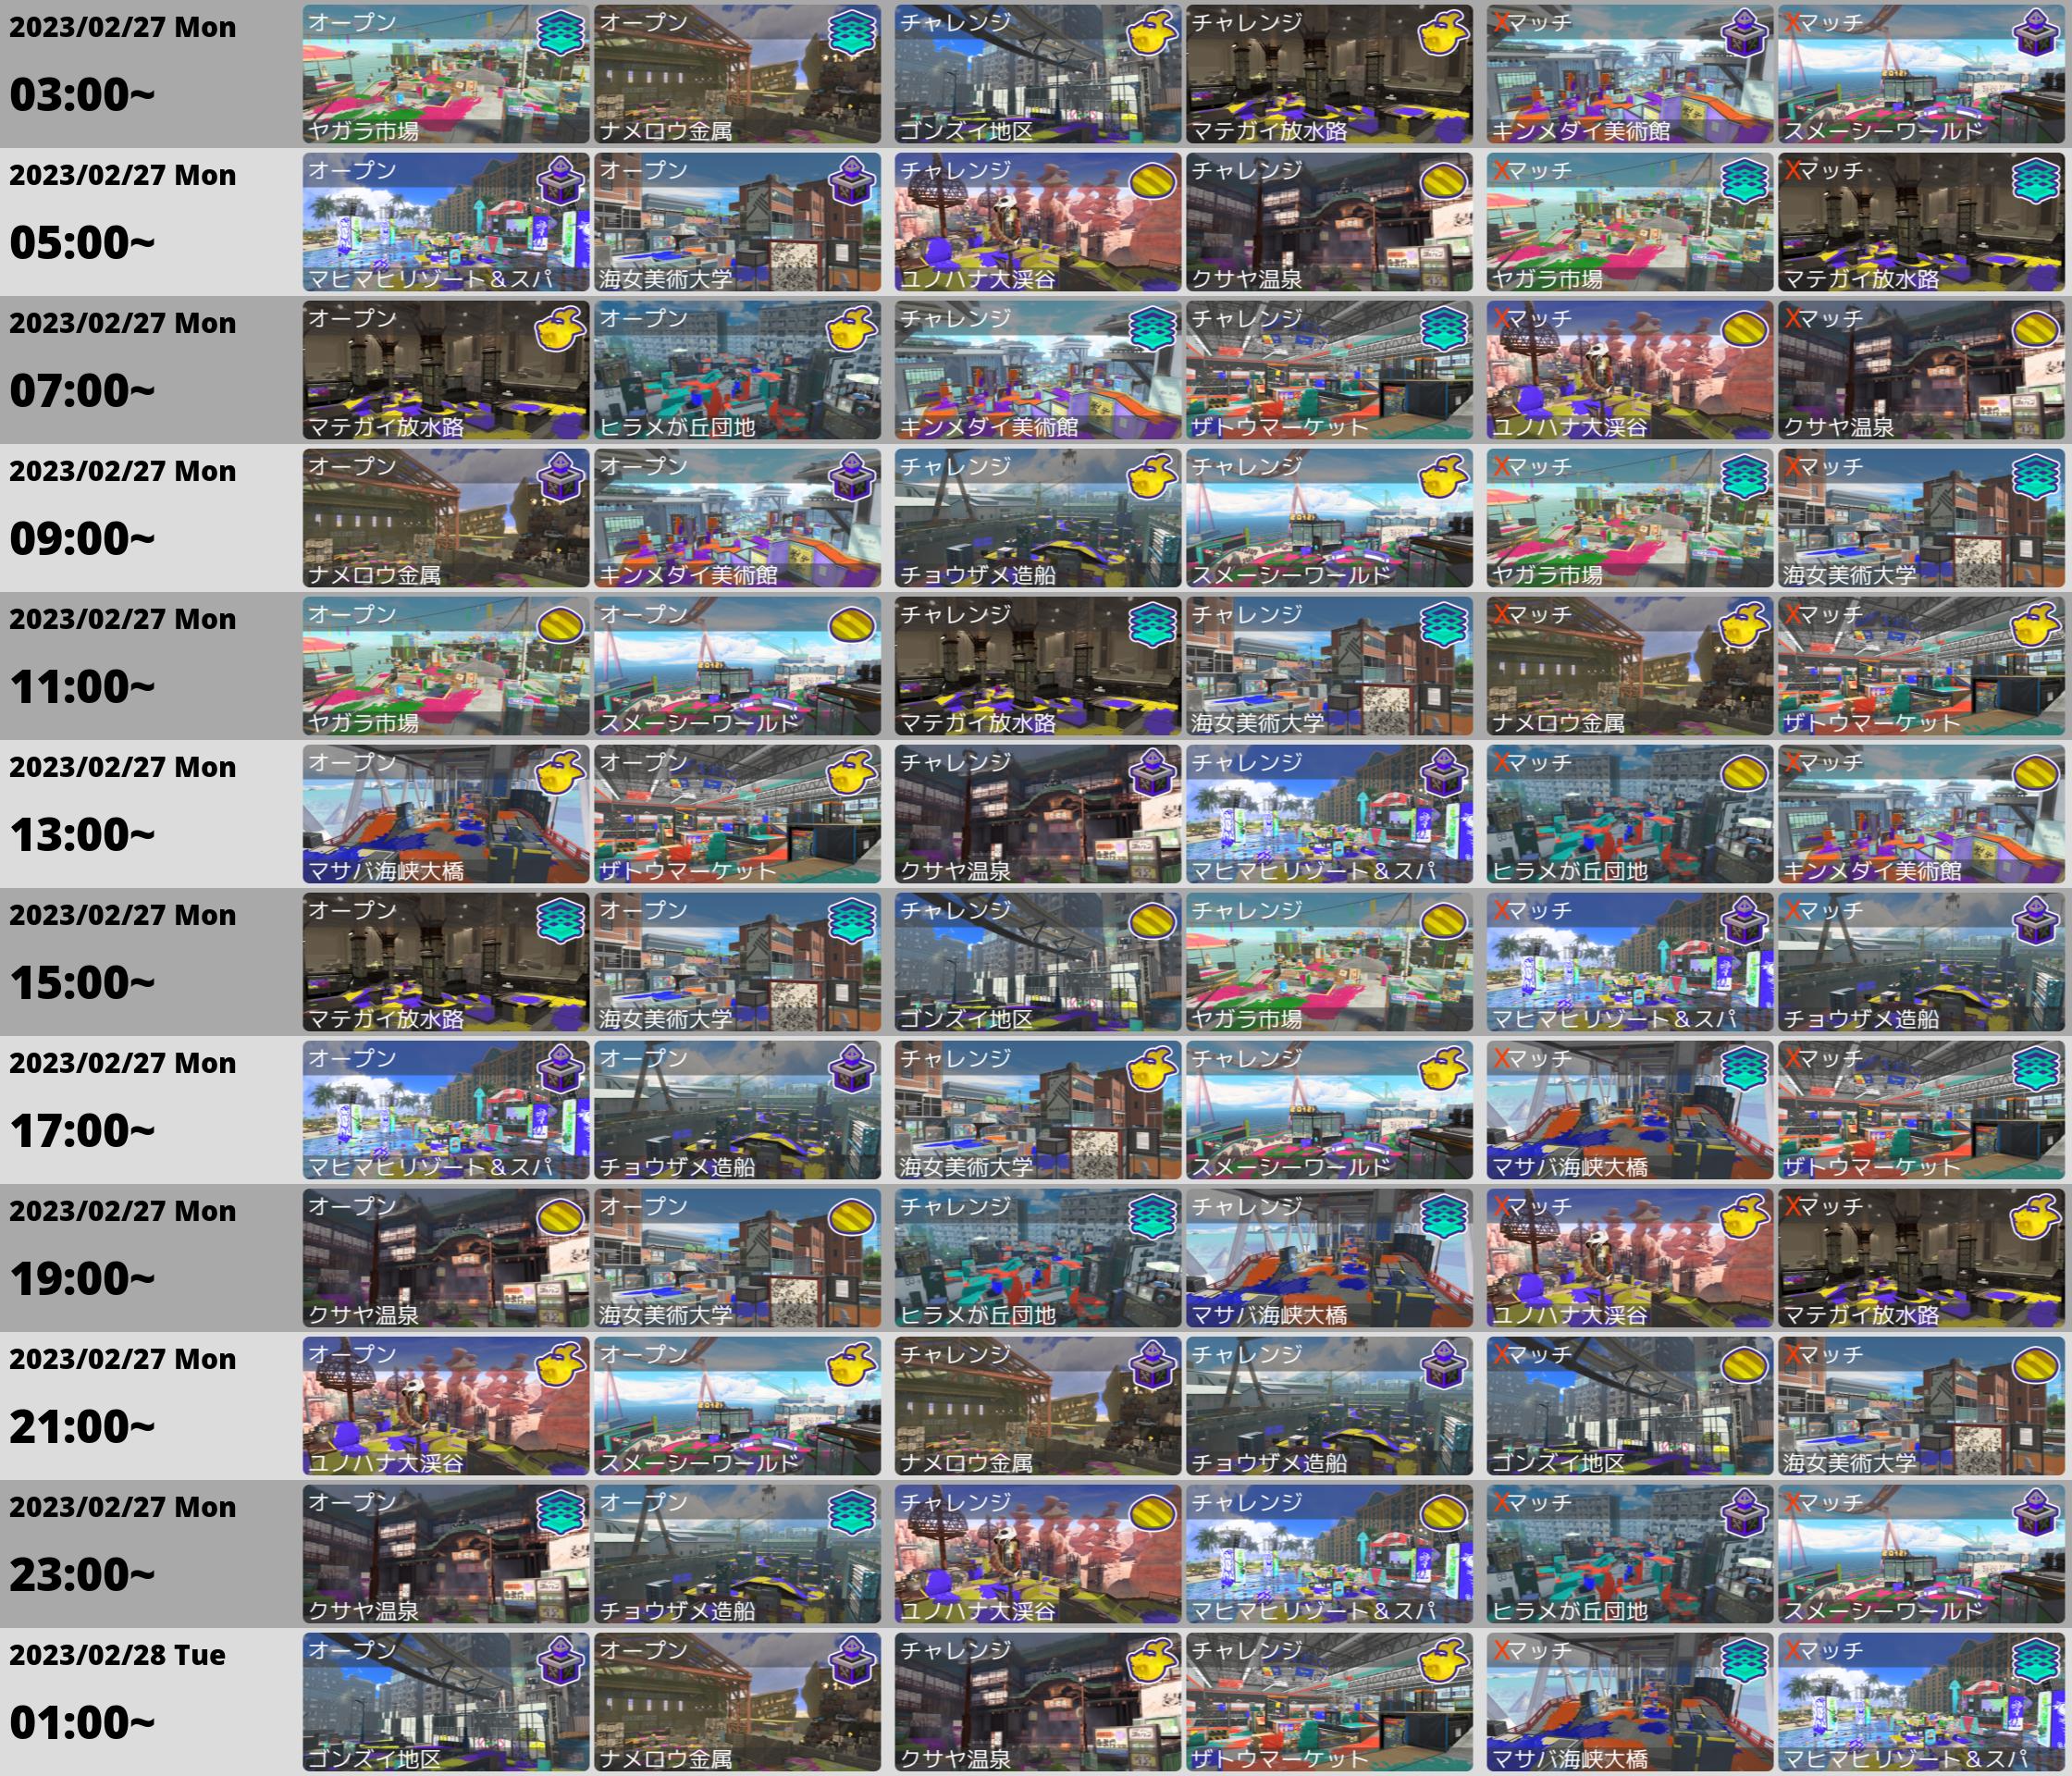 2023/02/27 Mon
03:00~
オープン オープン チャレンジ チャレンジ Xマッチ Xマッチ
ヤガラ市場 ナメロウ金属 ゴンズイ地区 マテガイ放水路 キンメダイ美術館 スメーシーワールド
2023/02/27 Mon
05:00~
オープン オープン チャレンジ チャレンジ Xマッチ Xマッチ
マヒマヒリゾート&スパ 海女美術大学 ユノハナ大渓谷 クサヤ温泉 ヤガラ市場 マテガイ放水路
2023/02/27 Mon
07:00~
オープン オープン チャレンジ チャレンジ Xマッチ Xマッチ
マテガイ放水路 ヒラメが丘団地 キンメダイ美術館 ザトウマーケット ユノハナ大渓谷 クサヤ温泉
2023/02/27 Mon
09:00~
オープン オープン チャレンジ チャレンジ Xマッチ Xマッチ
ナメロウ金属 キンメダイ美術館 チョウザメ造船 スメーシーワールド ヤガラ市場 海女美術大学
2023/02/27 Mon
11:00~
オープン オープン チャレンジ チャレンジ Xマッチ Xマッチ
ヤガラ市場 スメーシーワールド マテガイ放水路 海女美術大学 ナメロウ金属 ザトウマーケット
2023/02/27 Mon
13:00~
オープン オープン チャレンジ チャレンジ Xマッチ Xマッチ
マサバ海峡大橋 ザトウマーケット クサヤ温泉 マヒマヒリゾート&スパ ヒラメが丘団地 キンメダイ美術館
2023/02/27 Mon
15:00~
オープン オープン チャレンジ チャレンジ Xマッチ Xマッチ
マテガイ放水路 海女美術大学 ゴンズイ地区 ヤガラ市場 マヒマヒリゾート&スパ チョウザメ造船
2023/02/27 Mon
17:00~
オープン オープン チャレンジ チャレンジ Xマッチ Xマッチ
マヒマヒリゾート&スパ チョウザメ造船 海女美術大学 スメーシーワールド マサバ海峡大橋 ザトウマーケット
2023/02/27 Mon
19:00~
オープン オープン チャレンジ チャレンジ Xマッチ Xマッチ
クサヤ温泉 海女美術大学 ヒラメが丘団地 マサバ海峡大橋 ユノハナ大渓谷 マテガイ放水路
2023/02/27 Mon
21:00~
オープン オープン チャレンジ チャレンジ Xマッチ Xマッチ
ユノハナ大渓谷 スメーシーワールド ナメロウ金属 チョウザメ造船 ゴンズイ地区 海女美術大学
2023/02/27 Mon
23:00~
オープン オープン チャレンジ チャレンジ Xマッチ Xマッチ
クサヤ温泉 チョウザメ造船 ユノハナ大渓谷 マヒマヒリゾート&スパ ヒラメが丘団地 スメーシーワールド
2023/02/28 Tue
01:00~
オープン オープン チャレンジ チャレンジ Xマッチ Xマッチ
ゴンズイ地区 ナメロウ金属 クサヤ温泉 ザトウマーケット マサバ海峡大橋 マヒマヒリゾート&スパ